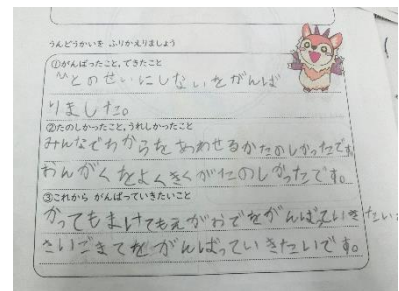 うんどうかいを ふりかえりましょう
①がんばったこと、できたこと
ひとのせいにしないをがんば
りました。
②たのしかったこと、うれしかったこと
みんなでわからをあわせるかたのしかったです
おんがくをよくきくがたのしかったです。
③これから がんばっていきたいこと
かってもまけてもえがおでをがんばえいきたい
さいごまてをがんばっていきたいです。